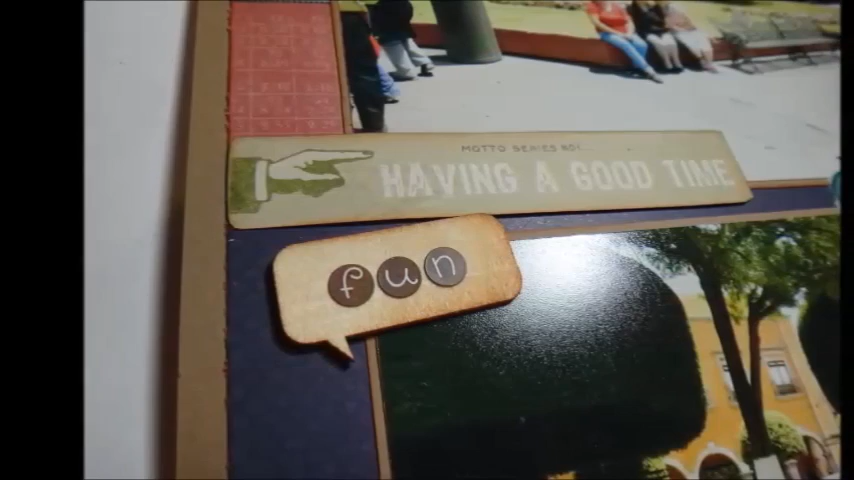 MOTTO SERIES NO1...
HAVING A GOOD TIME
fun